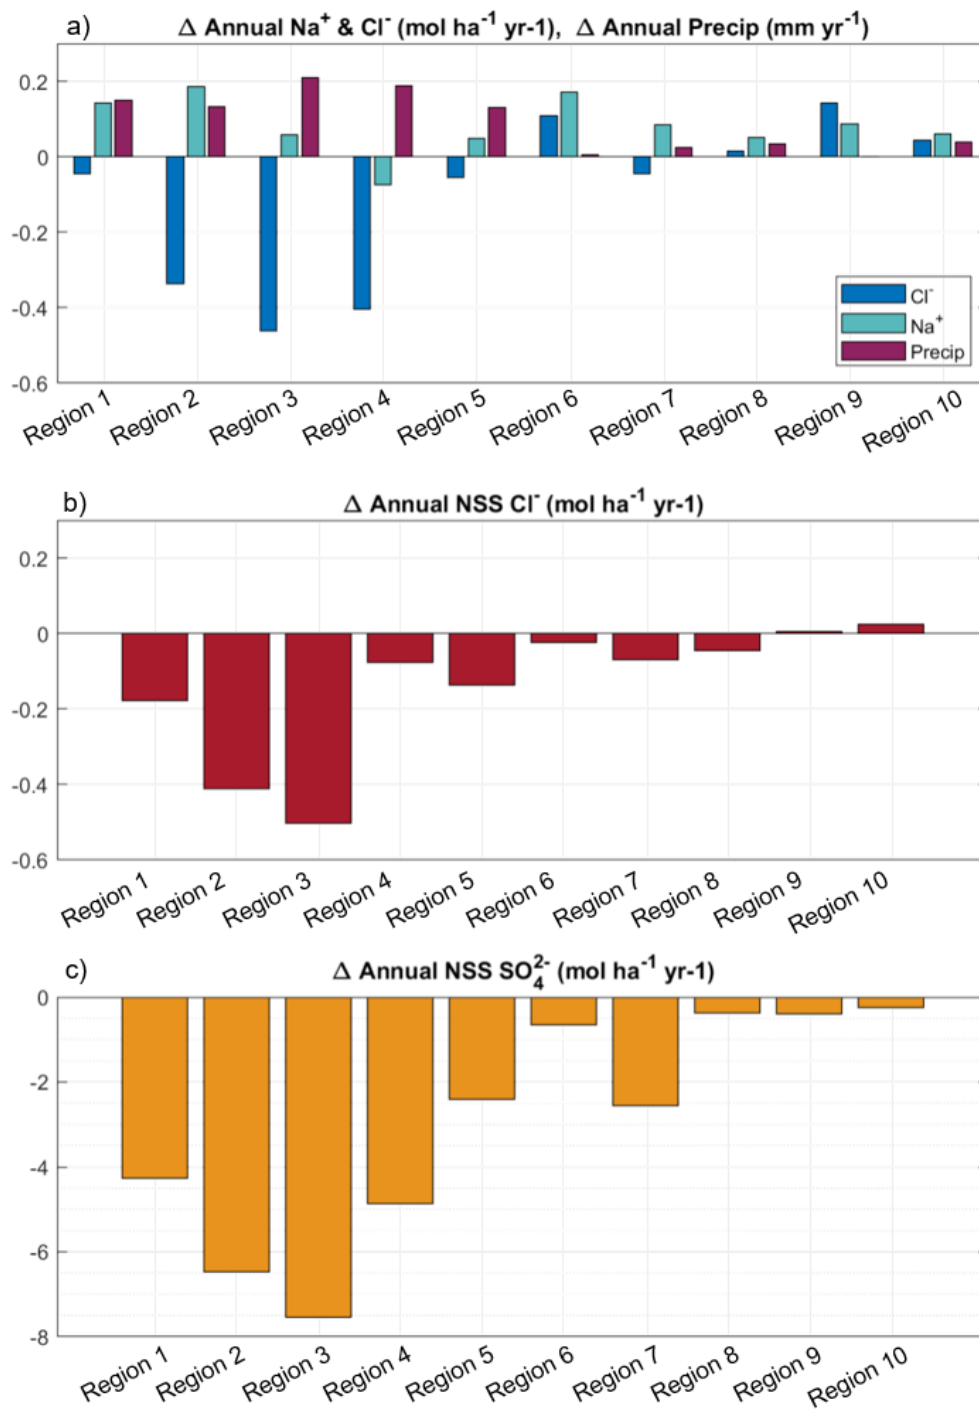 a) Δ Annual Na⁺ & Cl⁻ (mol ha⁻¹ yr-1), Δ Annual Precip (mm yr⁻¹)
0.2
0
-0.2
-0.4
-0.6
Cl⁻
Na⁺
Precip
Region 1 Region 2 Region 3 Region 4 Region 5 Region 6 Region 7 Region 8 Region 9 Region 10
b) Δ Annual NSS Cl⁻ (mol ha⁻¹ yr-1)
0.2
0
-0.2
-0.4
-0.6
Region 1 Region 2 Region 3 Region 4 Region 5 Region 6 Region 7 Region 8 Region 9 Region 10
c) Δ Annual NSS SO₄²⁻ (mol ha⁻¹ yr-1)
0
-2
-4
-6
-8
Region 1 Region 2 Region 3 Region 4 Region 5 Region 6 Region 7 Region 8 Region 9 Region 10